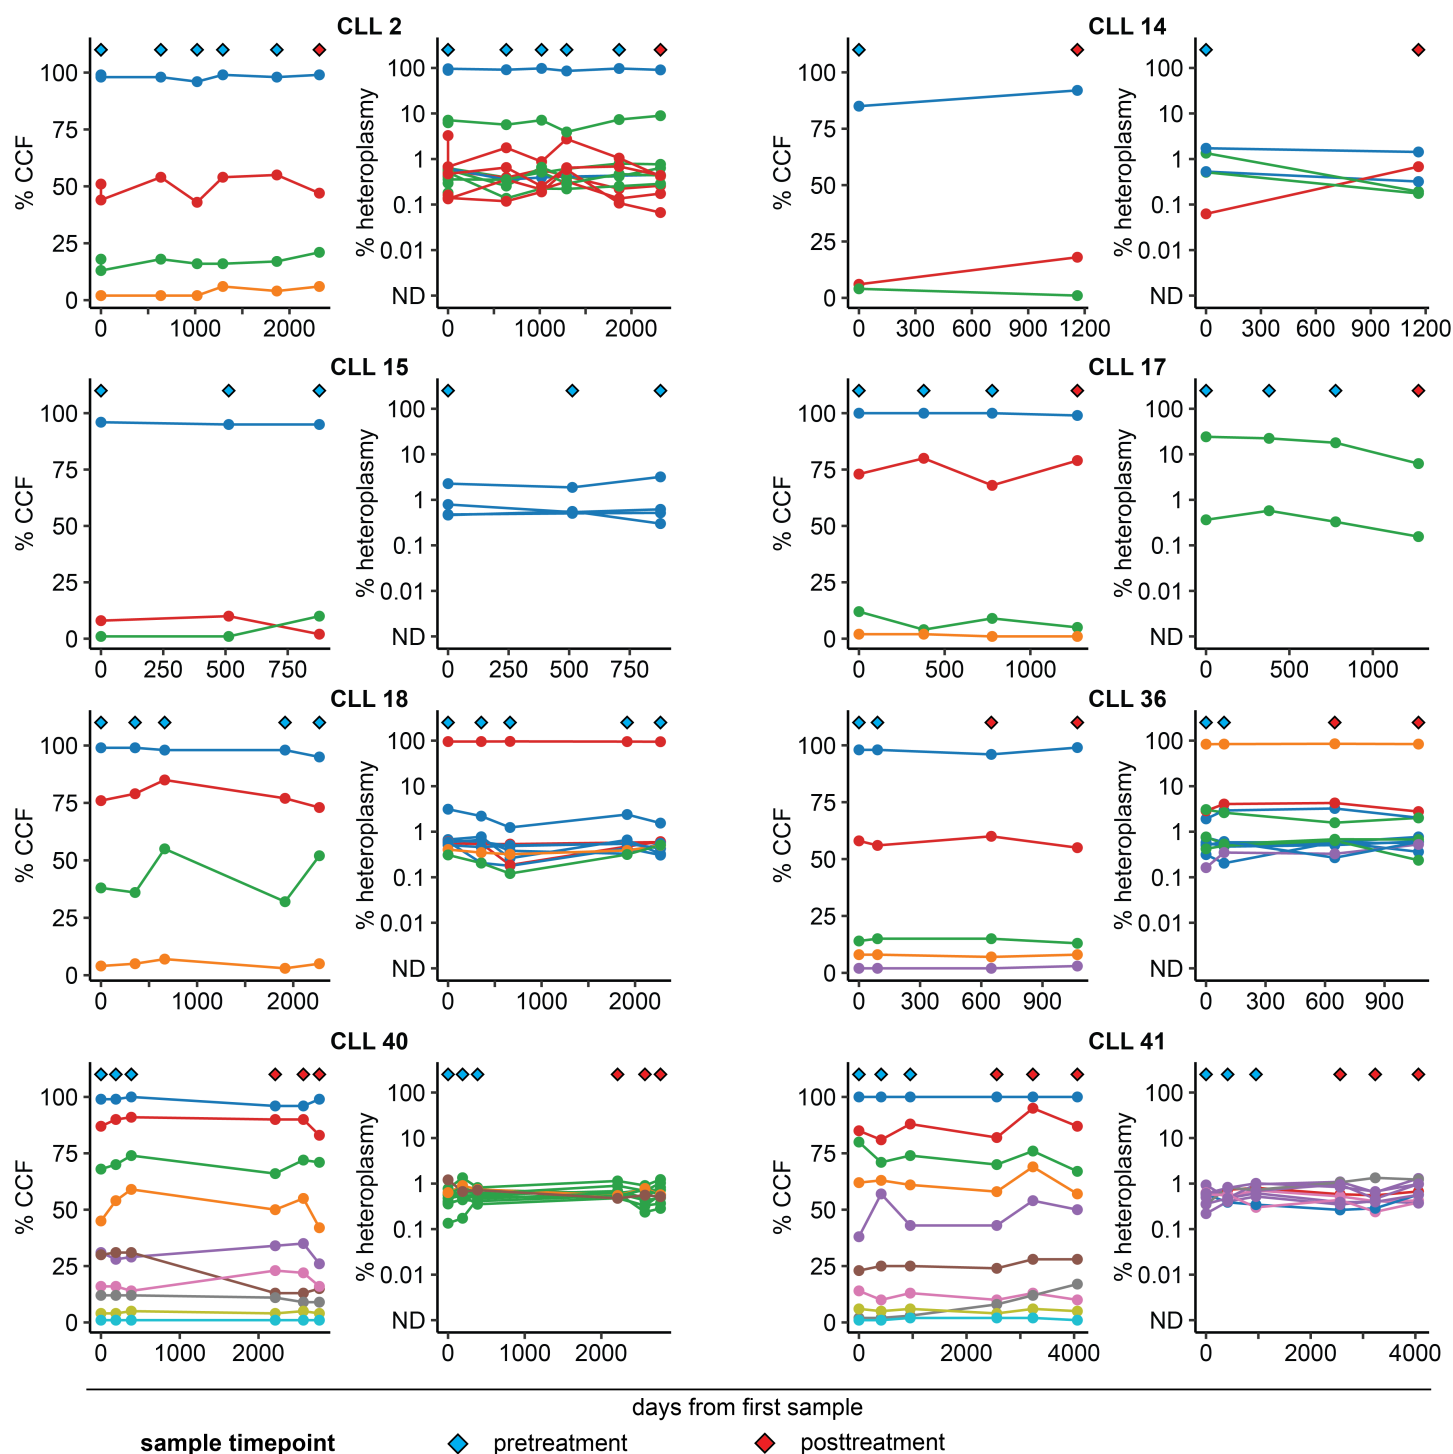 CLL 2
CLL 14
% CCF
100
75
50
25
0
0 1000 2000
% heteroplasmy
100
10
1
0.1
0.01
ND
0 1000 2000
% CCF
100
75
50
25
0
0 300 600 900 1200
% heteroplasmy
100
10
1
0.1
0.01
ND
0 300 600 900 1200
CLL 15
CLL 17
% CCF
100
75
50
25
0
0 250 500 750
% heteroplasmy
100
10
1
0.1
0.01
ND
0 250 500 750
% CCF
100
75
50
25
0
0 500 1000
% heteroplasmy
100
10
1
0.1
0.01
ND
0 500 1000
CLL 18
CLL 36
% CCF
100
75
50
25
0
0 1000 2000
% heteroplasmy
100
10
1
0.1
0.01
ND
0 1000 2000
% CCF
100
75
50
25
0
0 300 600 900
% heteroplasmy
100
10
1
0.1
0.01
ND
0 300 600 900
CLL 40
CLL 41
% CCF
100
75
50
25
0
0 1000 2000
% heteroplasmy
100
10
1
0.1
0.01
ND
0 1000 2000
% CCF
100
75
50
25
0
0 2000 4000
% heteroplasmy
100
10
1
0.1
0.01
ND
0 2000 4000
days from first sample
sample timepoint pretreatment posttreatment